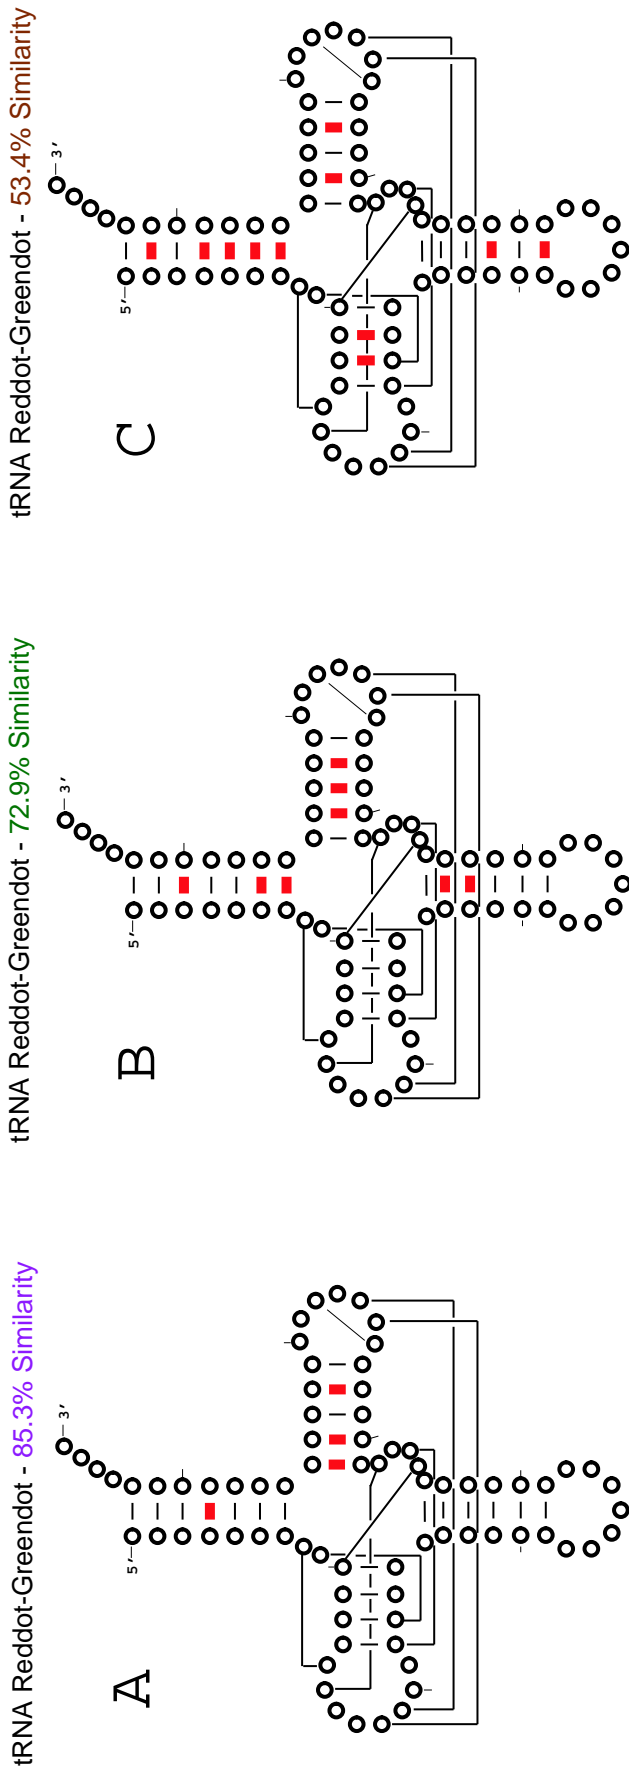 tRNA Reddot-Greendot - 85.3% Similarity
A
5'
3'
tRNA Reddot-Greendot - 72.9% Similarity
B
5'
3'
tRNA Reddot-Greendot - 53.4% Similarity
C
5'
3'